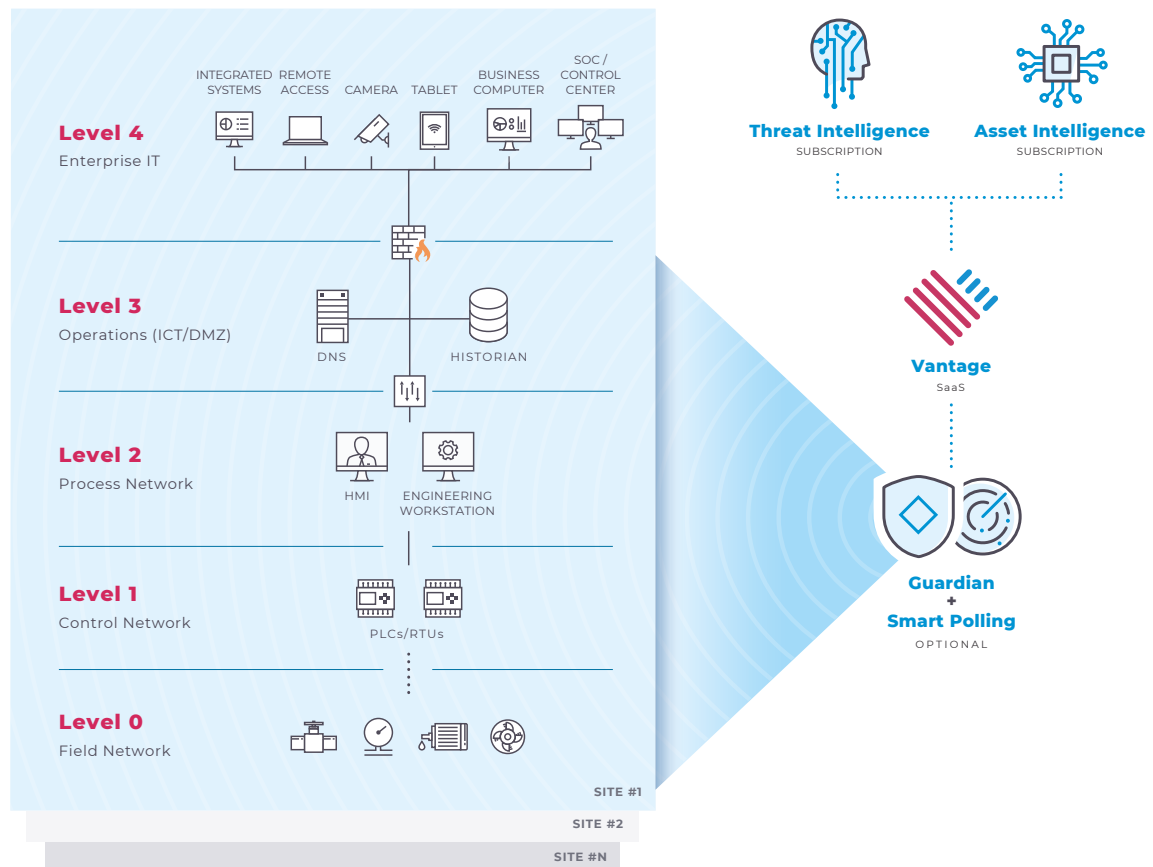 INTEGRATED
SYSTEMS
REMOTE
ACCESS
CAMERA
TABLET
BUSINESS
COMPUTER
SOC /
CONTROL
CENTER
Level 4
Enterprise IT
Level 3
Operations (ICT/DMZ)
DNS
HISTORIAN
Level 2
Process Network
HMI
ENGINEERING
WORKSTATION
Level 1
Control Network
PLCs/RTUs
Level 0
Field Network
SITE #1
SITE #2
SITE #N
Threat Intelligence
SUBSCRIPTION
Asset Intelligence
SUBSCRIPTION
Vantage
SaaS
Guardian
+
Smart Polling
OPTIONAL